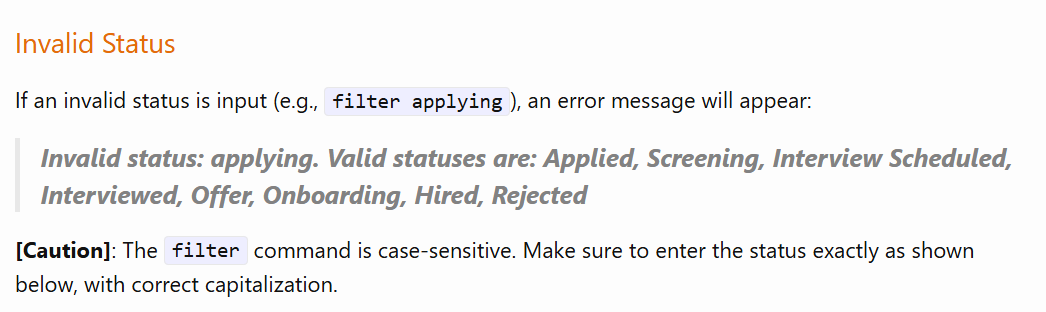 Invalid Status
If an invalid status is input (e.g., filter applying), an error message will appear:
Invalid status: applying. Valid statuses are: Applied, Screening, Interview Scheduled,
Interviewed, Offer, Onboarding, Hired, Rejected
[Caution]: The filter command is case-sensitive. Make sure to enter the status exactly as shown
below, with correct capitalization.